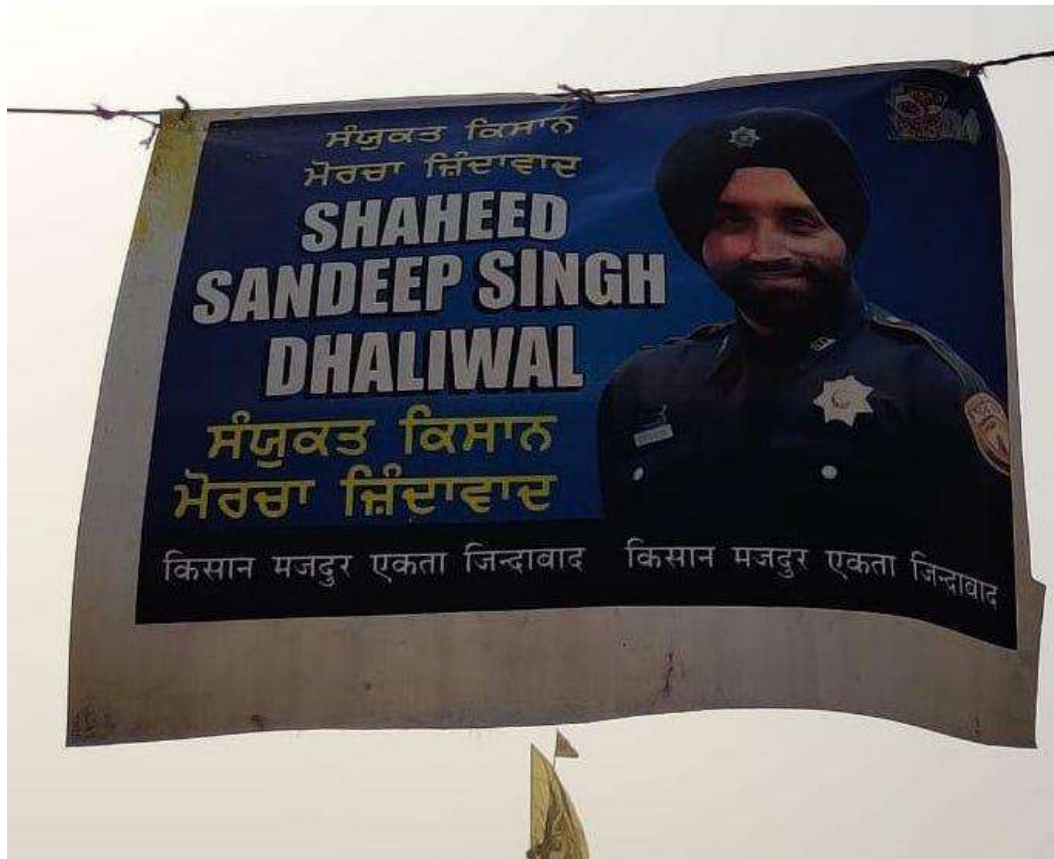 ਸੰਯੁਕਤ ਕਿਸਾਨ
ਮੋਰਚਾ ਜ਼ਿੰਦਾਵਾਦ
SHAHEED
SANDEEP SINGH
DHALIWAL
ਸੰਯੁਕਤ ਕਿਸਾਨ
ਮੋਰਚਾ ਜ਼ਿੰਦਾਵਾਦ
किसान मजदुर एकता जिन्दाबाद किसान मजदुर एकता जिन्दाबाद